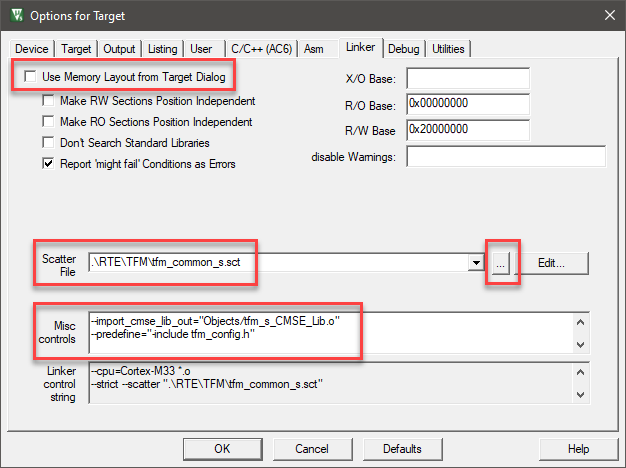 Options for Target
Device Target Output Listing User C/C++ (AC6) Asm Linker Debug Utilities
Use Memory Layout from Target Dialog
X/O Base:
Make RW Sections Position Independent
R/O Base: 0x00000000
Make RO Sections Position Independent
R/W Base 0x20000000
Don't Search Standard Libraries
disable Warnings:
Report 'might fail' Conditions as Errors
Scatter
File
.\RTE\TFM\tfm_common_s.sct
...
Edit...
Misc
controls
--import_cmse_lib_out="Objects/tfm_s_CMSE_Lib.o"
--predefine="-include tfm_config.h"
Linker
control
string
--cpu=Cortex-M33 *.o
--strict --scatter ".\RTE\TFM\tfm_common_s.sct"
OK Cancel Defaults Help